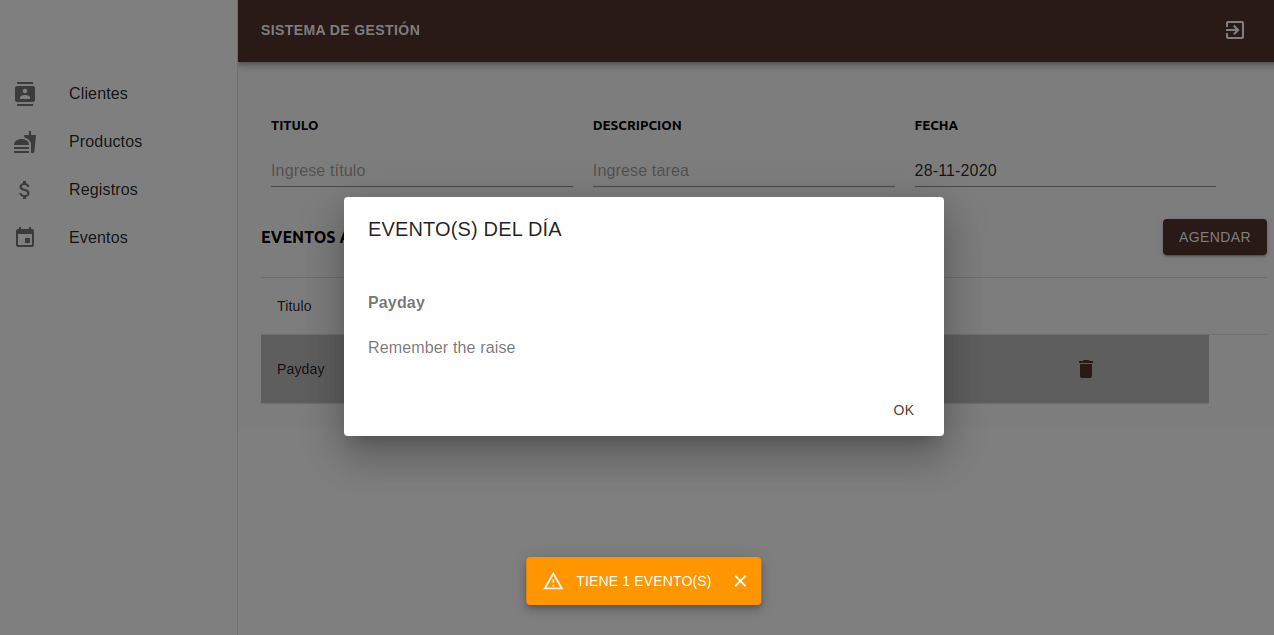 SISTEMA DE GESTIÓN
Clientes
Productos
Registros
Eventos
TITULO
DESCRIPCION
FECHA
Ingrese título
Ingrese tarea
28-11-2020
EVENTOS
AGENDAR
Titulo
Payday
EVENTO(S) DEL DÍA
Payday
Remember the raise
OK
TIENE 1 EVENTO(S)